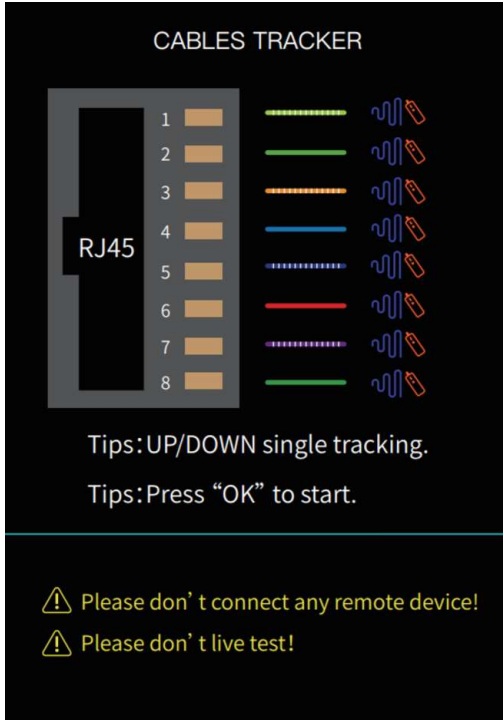 CABLES TRACKER
1
2
3
4
RJ45
5
6
7
8
Tips:UP/DOWN single tracking.
Tips:Press “OK” to start.
Please don’t connect any remote device!
Please don’t live test!